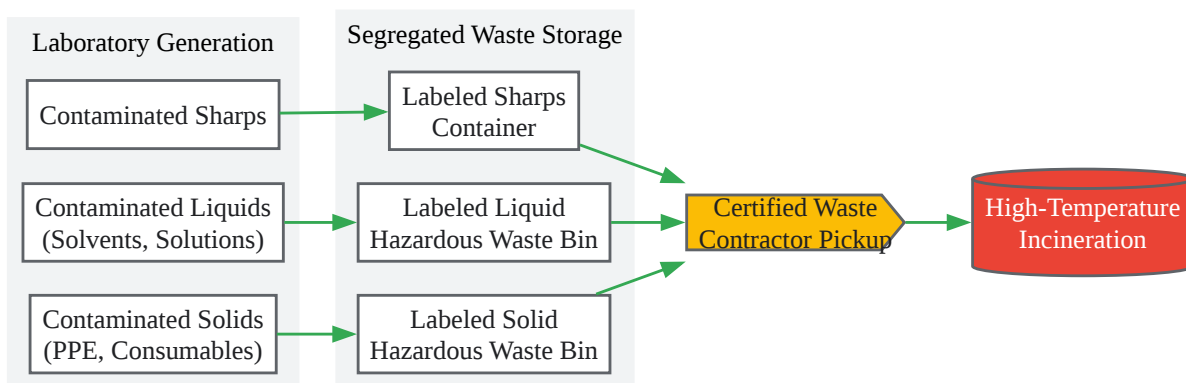 Laboratory Generation
Contaminated Sharps
Contaminated Liquids
(Solvents, Solutions)
Contaminated Solids
(PPE, Consumables)
Segregated Waste Storage
Labeled Sharps
Container
Labeled Liquid
Hazardous Waste Bin
Labeled Solid
Hazardous Waste Bin
Certified Waste
Contractor Pickup
High-Temperature
Incineration